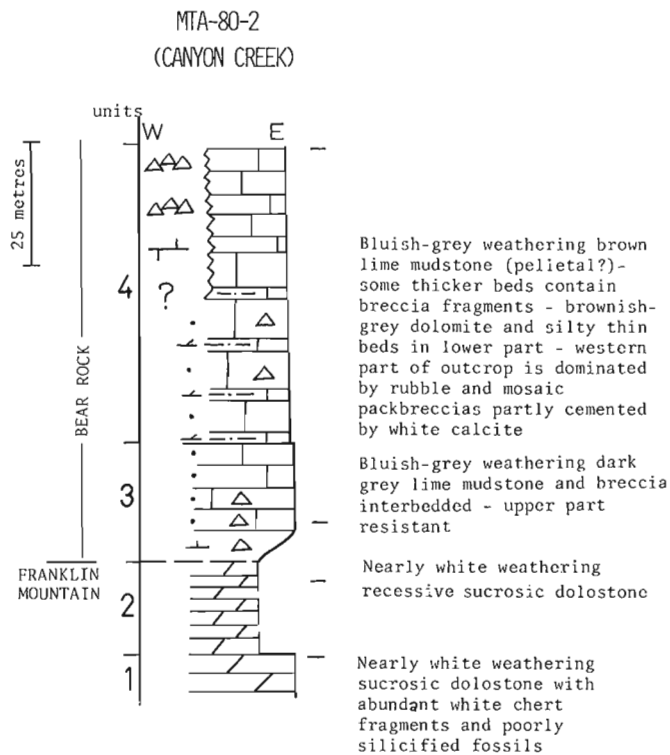 MTA-80-2
(CANYON CREEK)
units
W E
25 metres
4
?
BEAR ROCK
3
FRANKLIN
MOUNTAIN
2
1
Bluish-grey weathering brown
lime mudstone (pelletal?)-
some thicker beds contain
breccia fragments - brownish-
grey dolomite and silty thin
beds in lower part - western
part of outcrop is dominated
by rubble and mosaic
packbreccias partly cemented
by white calcite
Bluish-grey weathering dark
grey lime mudstone and breccia
interbedded - upper part
resistant
Nearly white weathering
recessive sucrosic dolostone
Nearly white weathering
sucrosic dolostone with
abundant white chert
fragments and poorly
silicified fossils